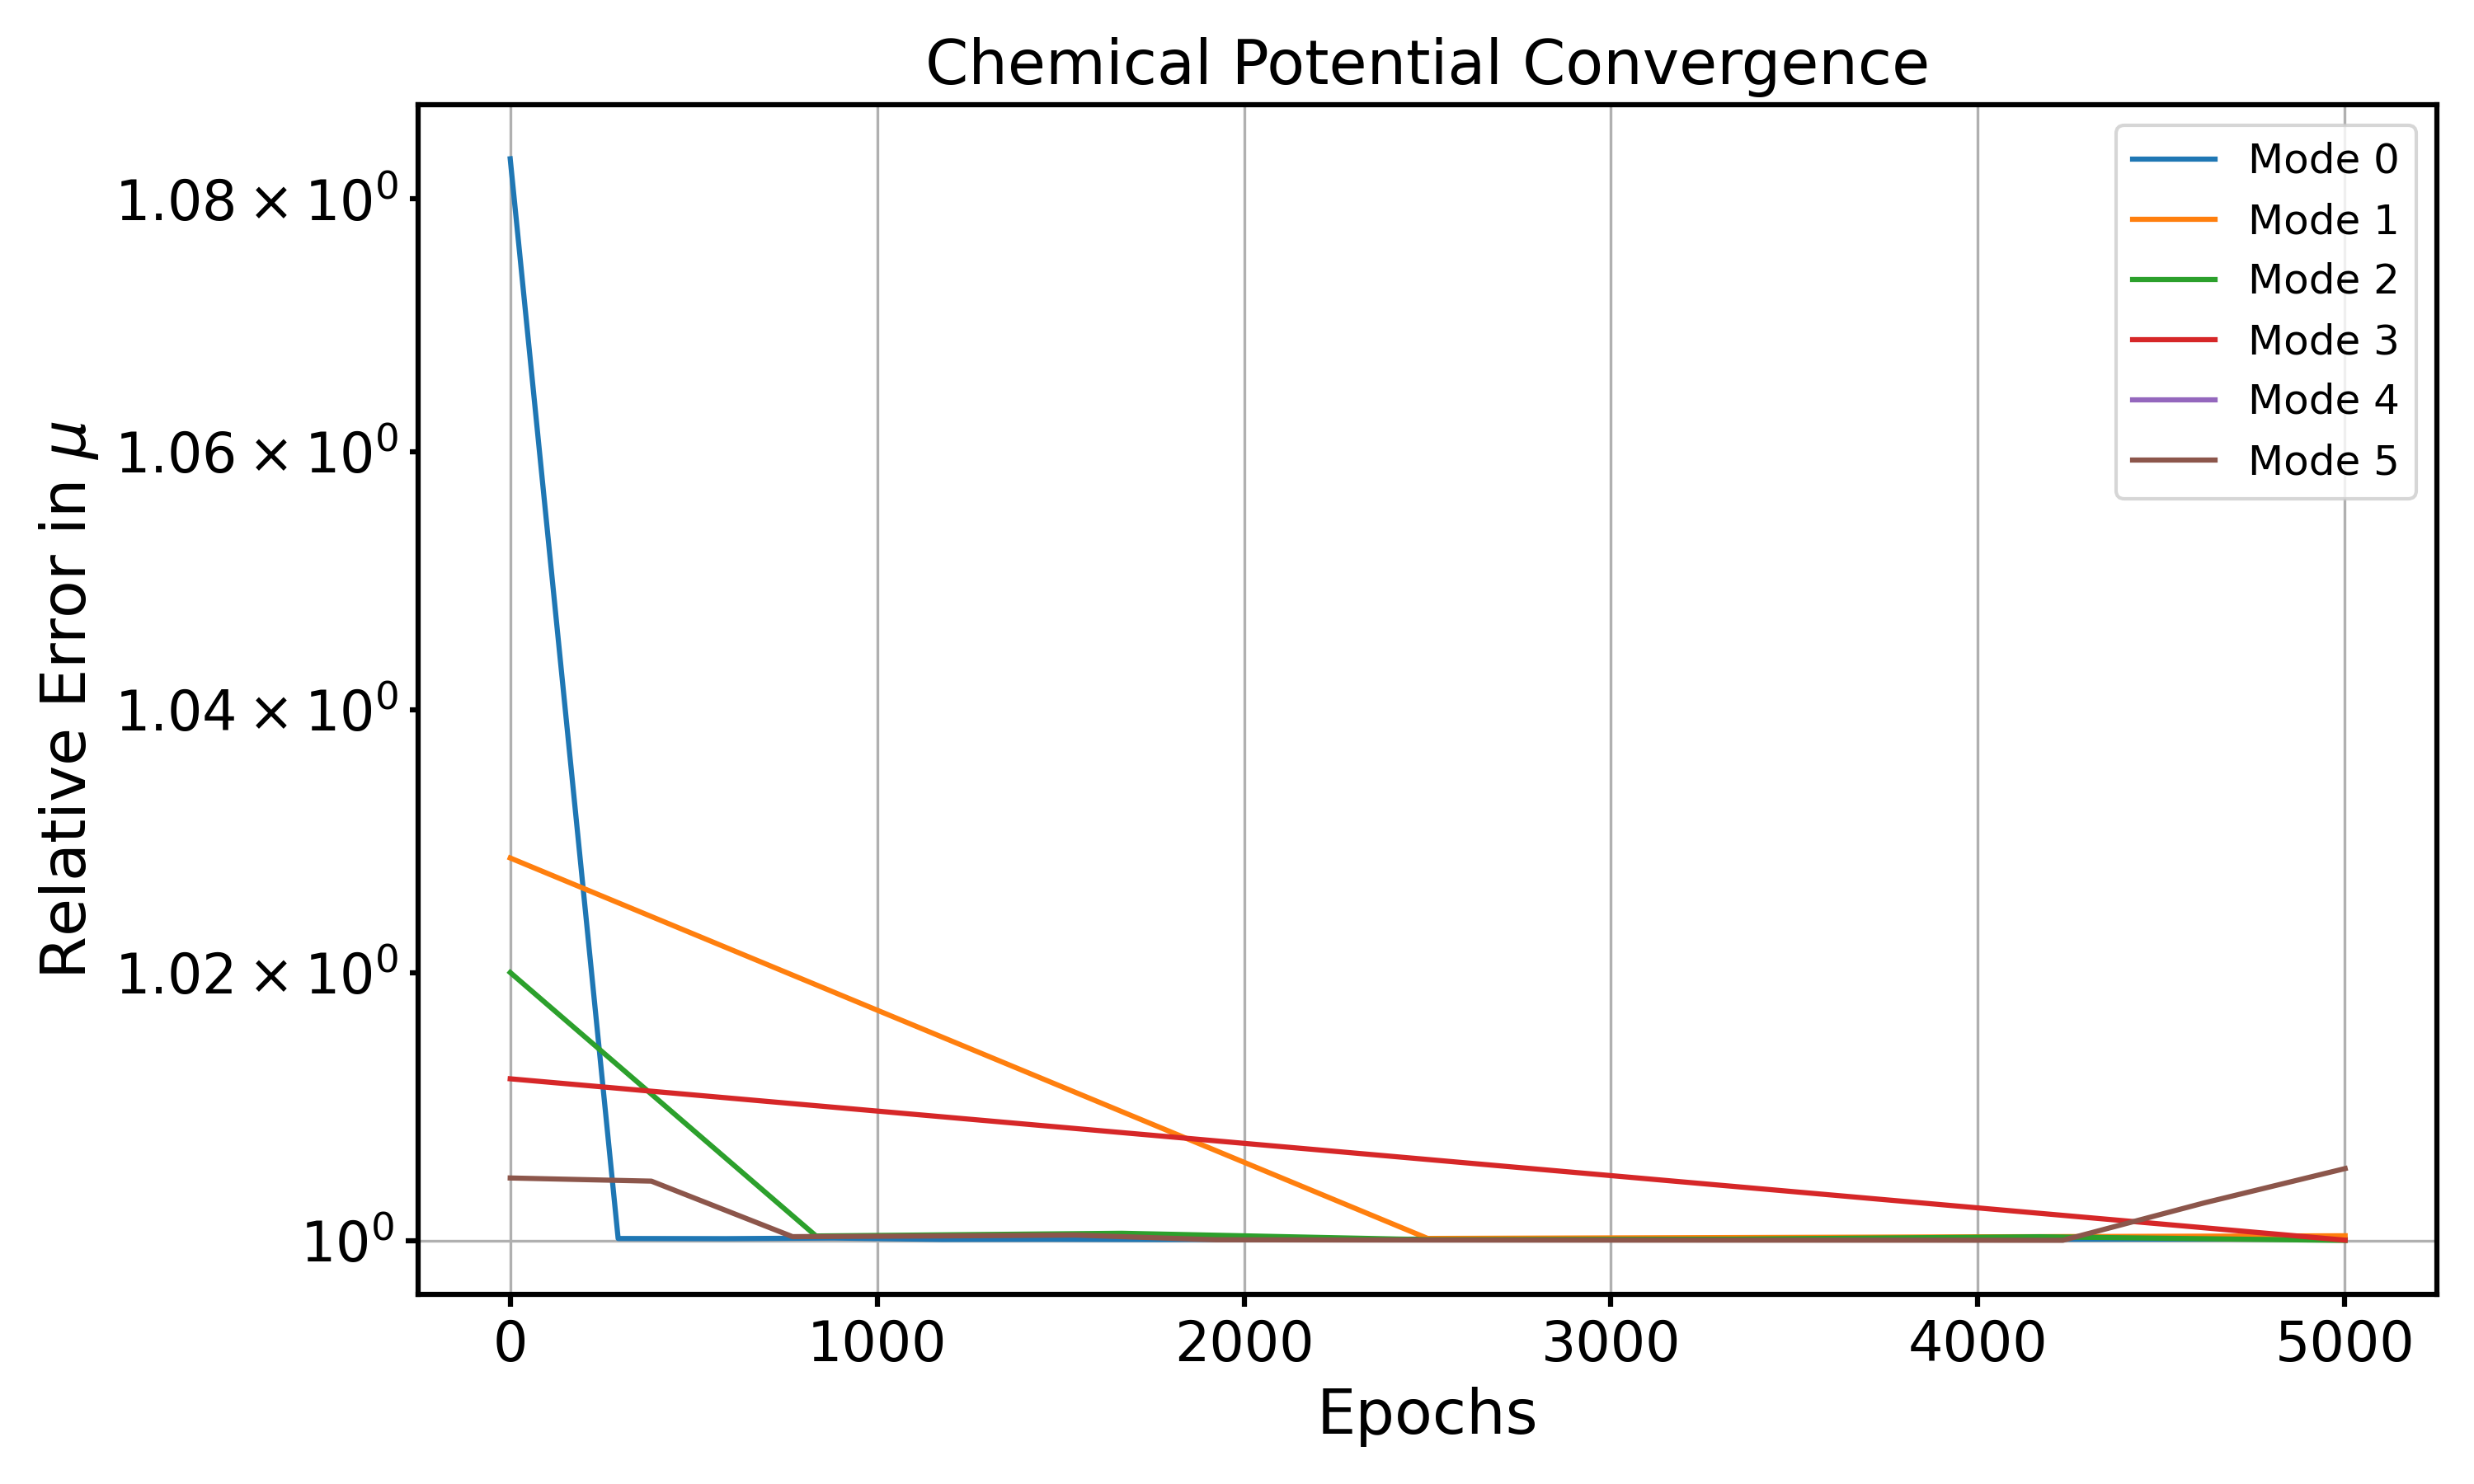 Chemical Potential Convergence
Relative Error in μ
1.08 × 10⁰
1.06 × 10⁰
1.04 × 10⁰
1.02 × 10⁰
10⁰
Mode 0
Mode 1
Mode 2
Mode 3
Mode 4
Mode 5
0 1000 2000 3000 4000 5000
Epochs